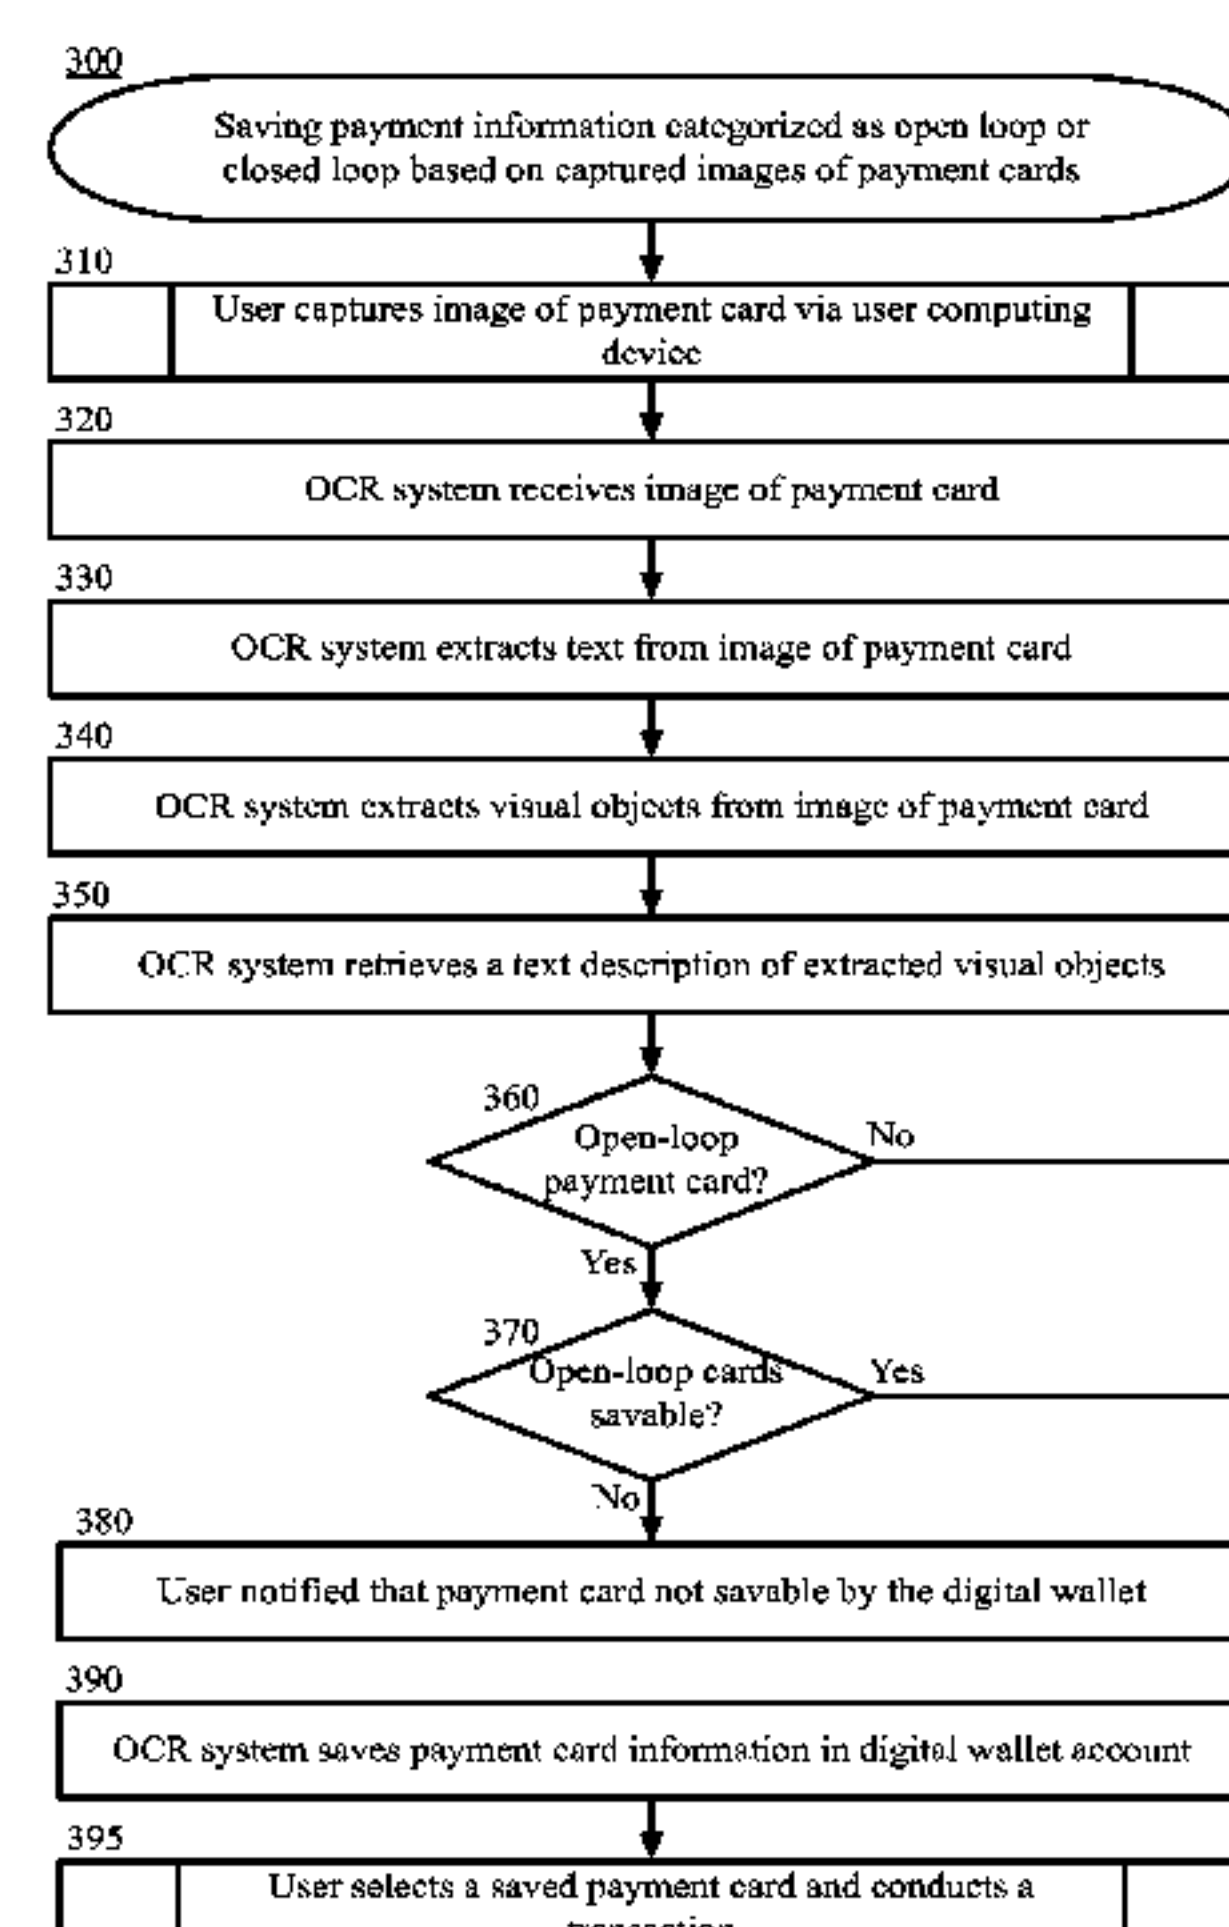 300
Saving payment information categorized as open loop or
closed loop based on captured images of payment cards
310
User captures image of payment card via user computing
device
320
OCR system receives image of payment card
330
OCR system extracts text from image of payment card
340
OCR system extracts visual objects from image of payment card
350
OCR system retrieves a text description of extracted visual objects
360
Open-loop
payment card?
No
Yes
370
Open-loop cards
savable?
Yes
No
380
User notified that payment card not savable by the digital wallet
390
OCR system saves payment card information in digital wallet account
395
User selects a saved payment card and conducts a